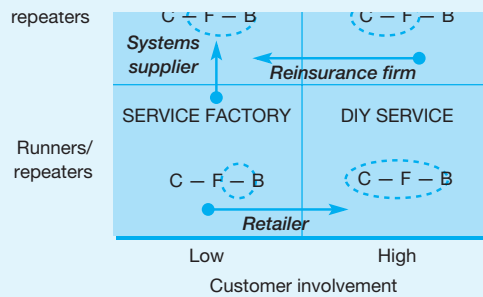 repeaters
C – F – B C – F – B
Systems
supplier
Reinsurance firm
SERVICE FACTORY DIY SERVICE
Runners/
repeaters
C – F – B C – F – B
Retailer
Low High
Customer involvement